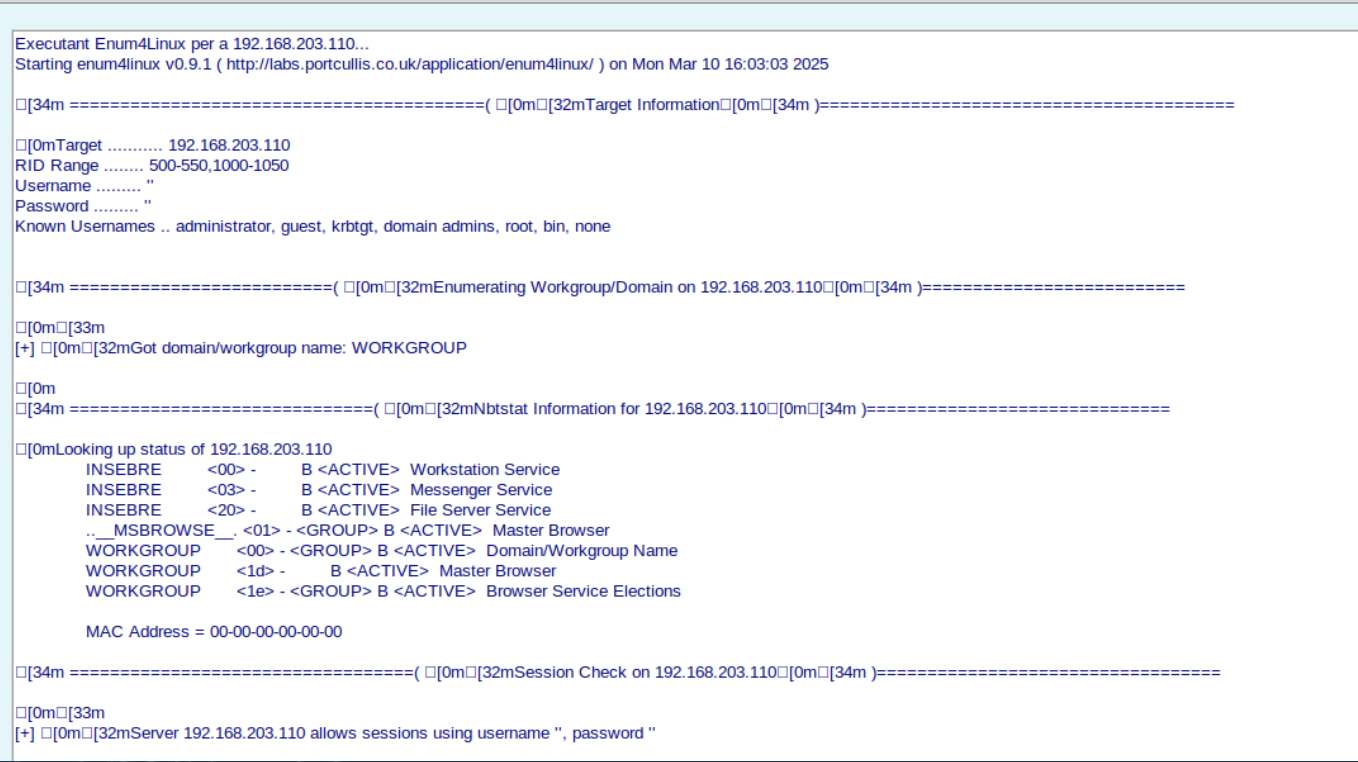 Executant Enum4Linux per a 192.168.203.110...
Starting enum4linux v0.9.1 ( http://labs.portcullis.co.uk/application/enum4linux/ ) on Mon Mar 10 16:03:03 2025
□[34m =========================================( □[0m□[32mTarget Information□[0m□[34m )=========================================
□[0mTarget ........... 192.168.203.110
RID Range ........ 500-550,1000-1050
Username ......... ''
Password ......... ''
Known Usernames .. administrator, guest, krbtgt, domain admins, root, bin, none
□[34m ==========================( □[0m□[32mEnumerating Workgroup/Domain on 192.168.203.110□[0m□[34m )==========================
□[0m□[33m
[+] □[0m□[32mGot domain/workgroup name: WORKGROUP
□[0m
□[34m ==============================( □[0m□[32mNbtstat Information for 192.168.203.110□[0m□[34m )==============================
□[0mLooking up status of 192.168.203.110
INSEBRE <00> - B <ACTIVE> Workstation Service
INSEBRE <03> - B <ACTIVE> Messenger Service
INSEBRE <20> - B <ACTIVE> File Server Service
..__MSBROWSE__. <01> - <GROUP> B <ACTIVE> Master Browser
WORKGROUP <00> - <GROUP> B <ACTIVE> Domain/Workgroup Name
WORKGROUP <1d> - B <ACTIVE> Master Browser
WORKGROUP <1e> - <GROUP> B <ACTIVE> Browser Service Elections
MAC Address = 00-00-00-00-00-00
□[34m ==================================( □[0m□[32mSession Check on 192.168.203.110□[0m□[34m )==================================
□[0m□[33m
[+] □[0m□[32mServer 192.168.203.110 allows sessions using username '', password ''